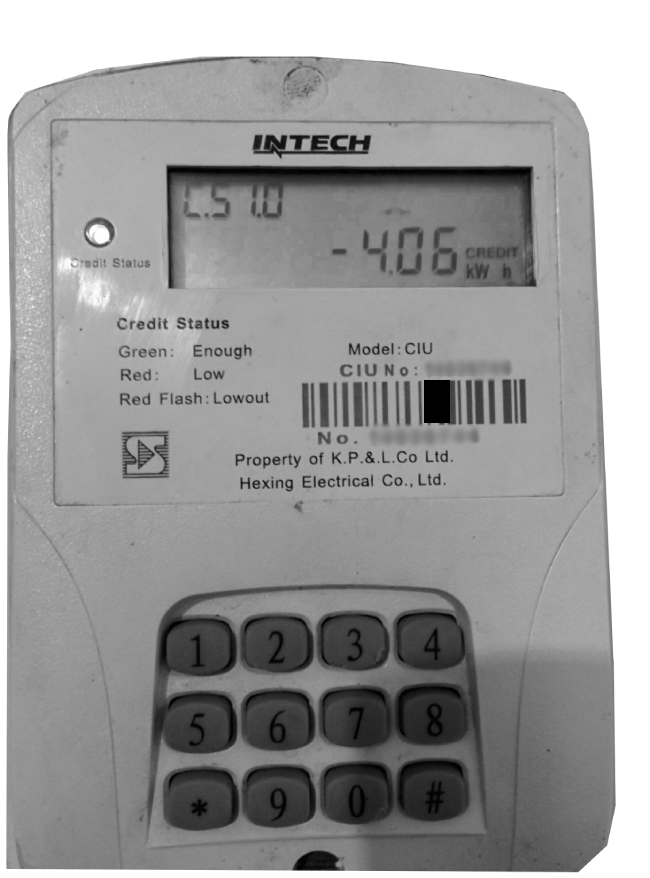 INTECH
C.51.0
-4.06 CREDIT
kW h
Credit Status
Credit Status
Green: Enough
Red: Low
Red Flash: Lowout
Model: CIU
CIU No:
No.
Property of K.P.&L.Co Ltd.
Hexing Electrical Co., Ltd.
1 2 3 4
5 6 7 8
* 9 0 #